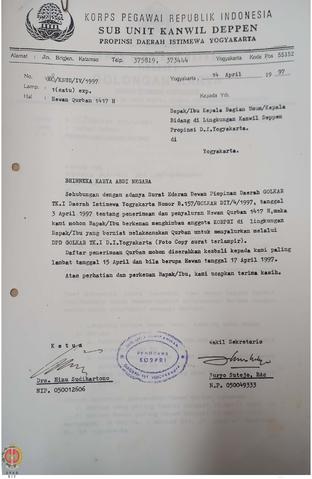 KORPS PEGAWAI REPUBLIK INDONESIA
SUB UNIT KANWIL DEPPEN
PROPINSI DAERAH ISTIMEWA YOGYAKARTA
Alamat : Jln. Brigjen. Katamso Telp. 375819, 373444 Yogyakarta Kode Pos 55152
No. /KNTR/IV/1997 Yogyakarta, 14 April 1997
Lamp. : 1(satu) exp.
Hal : Hewan Qurban 1417 H Kepada Yth.
Bapak/Ibu Kepala Bagian Umum/Kepala
Bidang di Lingkungan Kanwil Deppen
Propinsi D.I.Yogyakarta.
di
Yogyakarta.
BHINNEKA KARYA ABDI NEGARA
Sehubungan dengan adanya Surat Edaran Dewan Pimpinan Daerah GOLKAR
TK.I Daerah Istimewa Yogyakarta Nomor B.157/GOLKAR DIY/4/1997, tanggal
3 April 1997 tentang penerimaan dan penyaluran Hewan Qurban 1417 H,maka
kami mohon Bapak/Ibu berkenan menghimbau anggota KORPRI di lingkungan
Bapak/Ibu yang berniat melaksanakan Qurban untuk menyalurkan melalui
DPD GOLKAR TK.I D.I.Yogyakarta (Foto Copy surat terlampir).
Daftar penerimaan Qurban mohon diserahkan kembali kepada kami paling
lambat tanggal 15 April dan bila berupa Hewan tanggal 17 April 1997.
Atas perhatian dan perkenan Bapak/Ibu, kami ucapkan terima kasih.
K e t u a Wakil Sekretaris
KORPRI
Drs. Sudihartono Suryo Sutejo, BSc
NIP. 050012606 N.P. 050049333